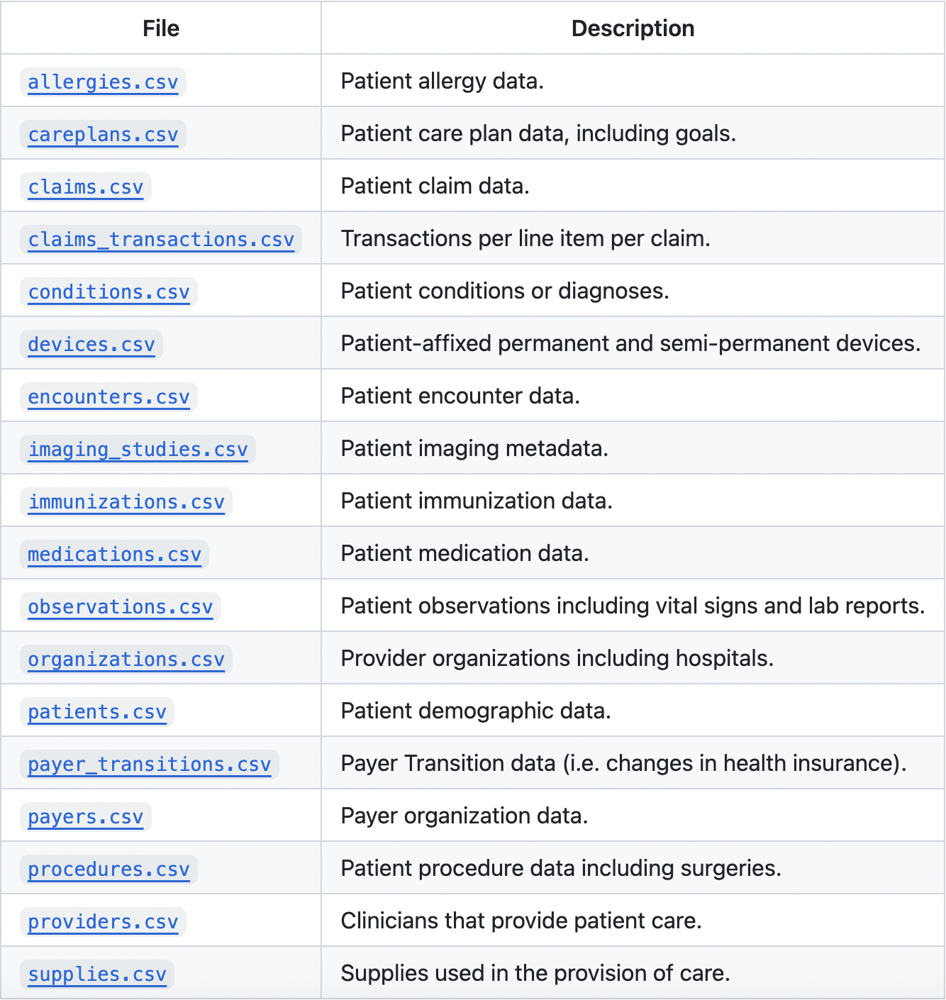 File Description
allergies.csv Patient allergy data.
careplans.csv Patient care plan data, including goals.
claims.csv Patient claim data.
claims_transactions.csv Transactions per line item per claim.
conditions.csv Patient conditions or diagnoses.
devices.csv Patient-affixed permanent and semi-permanent devices.
encounters.csv Patient encounter data.
imaging_studies.csv Patient imaging metadata.
immunizations.csv Patient immunization data.
medications.csv Patient medication data.
observations.csv Patient observations including vital signs and lab reports.
organizations.csv Provider organizations including hospitals.
patients.csv Patient demographic data.
payer_transitions.csv Payer Transition data (i.e. changes in health insurance).
payers.csv Payer organization data.
procedures.csv Patient procedure data including surgeries.
providers.csv Clinicians that provide patient care.
supplies.csv Supplies used in the provision of care.